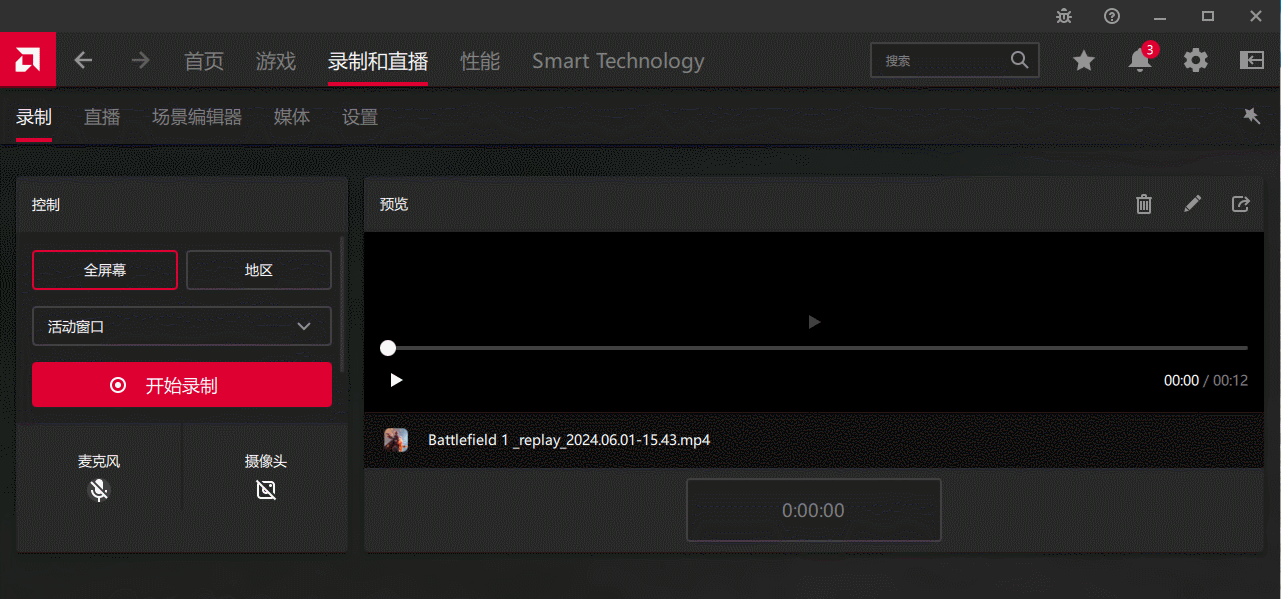 首页 游戏 录制和直播 性能 Smart Technology 搜索 3
录制 直播 场景编辑器 媒体 设置
控制
全屏幕 地区
活动窗口
开始录制
麦克风 摄像头
预览
00:00 / 00:12
Battlefield 1 _replay_2024.06.01-15.43.mp4
0:00:00